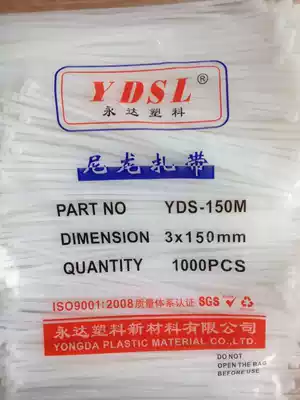 YDSL®
永达塑料
尼龙扎带
PART NO YDS-150M
DIMENSION 3x150mm
QUANTITY 1000PCS
ISO9001:2008质量体系认证 SGS
永达塑料新材料有限公司
YONGDA PLASTIC MATERIAL CO.,LTD.
DO NOT
OPEN THE BAG
BEFORE USE